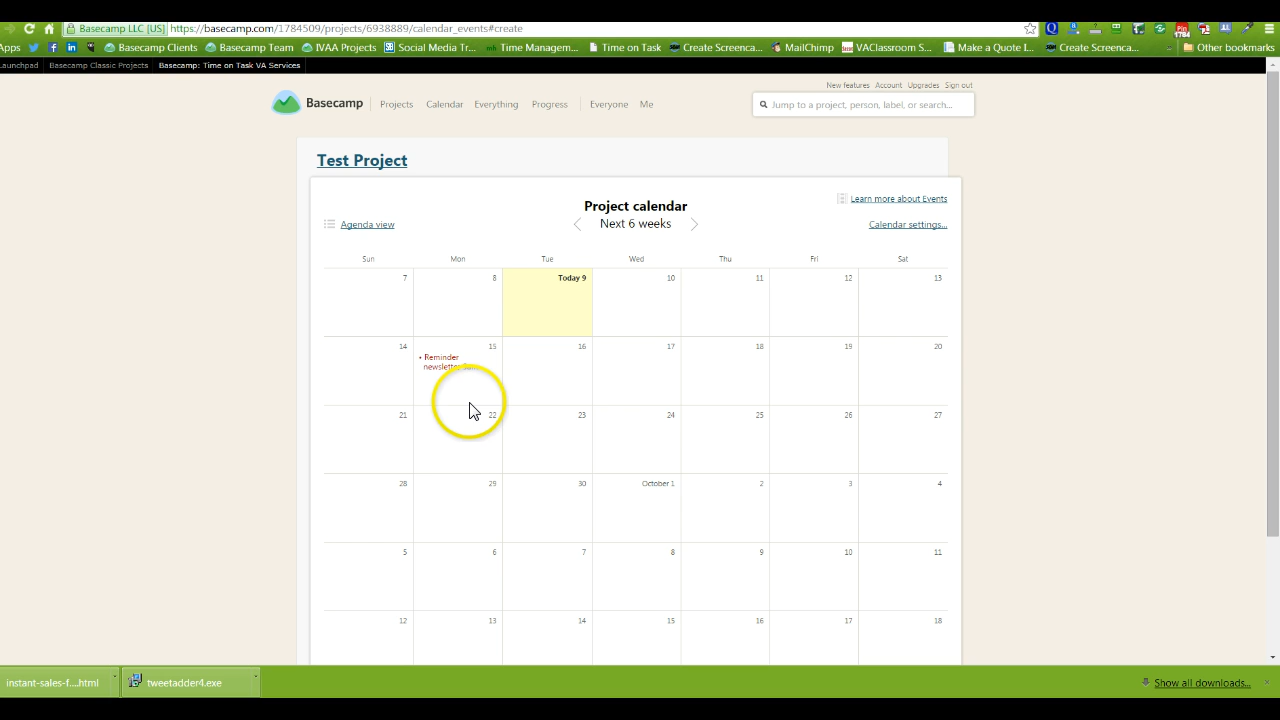 Basecamp LLC [US] https://basecamp.com/1784509/projects/6938889/calendar_events#create
Apps Basecamp Clients Basecamp Team IVAA Projects Social Media Tr... Time Managem... Time on Task Create Screenca... MailChimp VAClassroom S... Make a Quote I... Create Screenca... Other bookmarks
Launchpad Basecamp Classic Projects Basecamp: Time on Task VA Services
New features Account Upgrades Sign out
Basecamp Projects Calendar Everything Progress Everyone Me Jump to a project, person, label, or search...
Test Project
Learn more about Events
Project calendar
Agenda view Next 6 weeks Calendar settings...
Sun Mon Tue Wed Thu Fri Sat
7 8 Today 9 10 11 12 13
14 15 16 17 18 19 20
• Reminder
newsletter
21 22 23 24 25 26 27
28 29 30 October 1 2 3 4
5 6 7 8 9 10 11
12 13 14 15 16 17 18
instant-sales-f....html tweetadder4.exe Show all downloads...